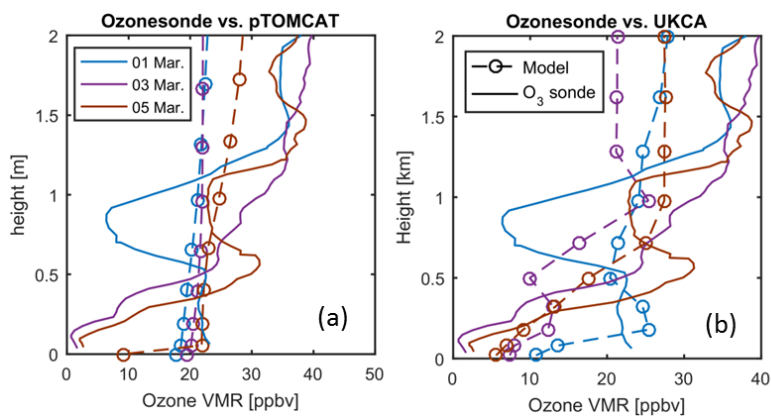 Ozonesonde vs. pTOMCAT
2
1.5
1
0.5
0
height [m]
01 Mar.
03 Mar.
05 Mar.
(a)
10 20 30 40 50
Ozone VMR [ppbv]
Ozonesonde vs. UKCA
2
1.5
1
0.5
0
Height [km]
Model
O3 sonde
(b)
0 10 20 30 40
Ozone VMR [ppbv]